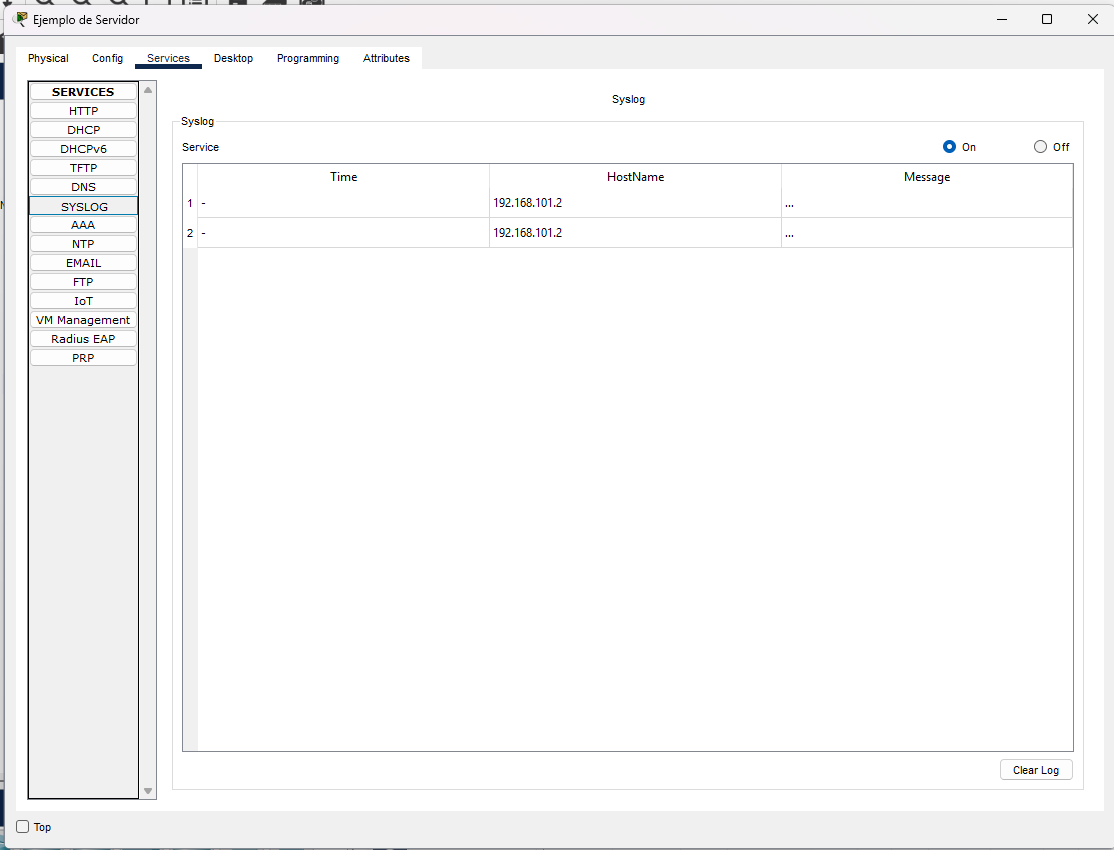 Ejemplo de Servidor
Physical Config Services Desktop Programming Attributes
SERVICES
HTTP
DHCP
DHCPv6
TFTP
DNS
SYSLOG
AAA
NTP
EMAIL
FTP
IoT
VM Management
Radius EAP
PRP
Syslog
Syslog
Service On Off
Time HostName Message
1 - 192.168.101.2 ...
2 - 192.168.101.2 ...
Clear Log
Top